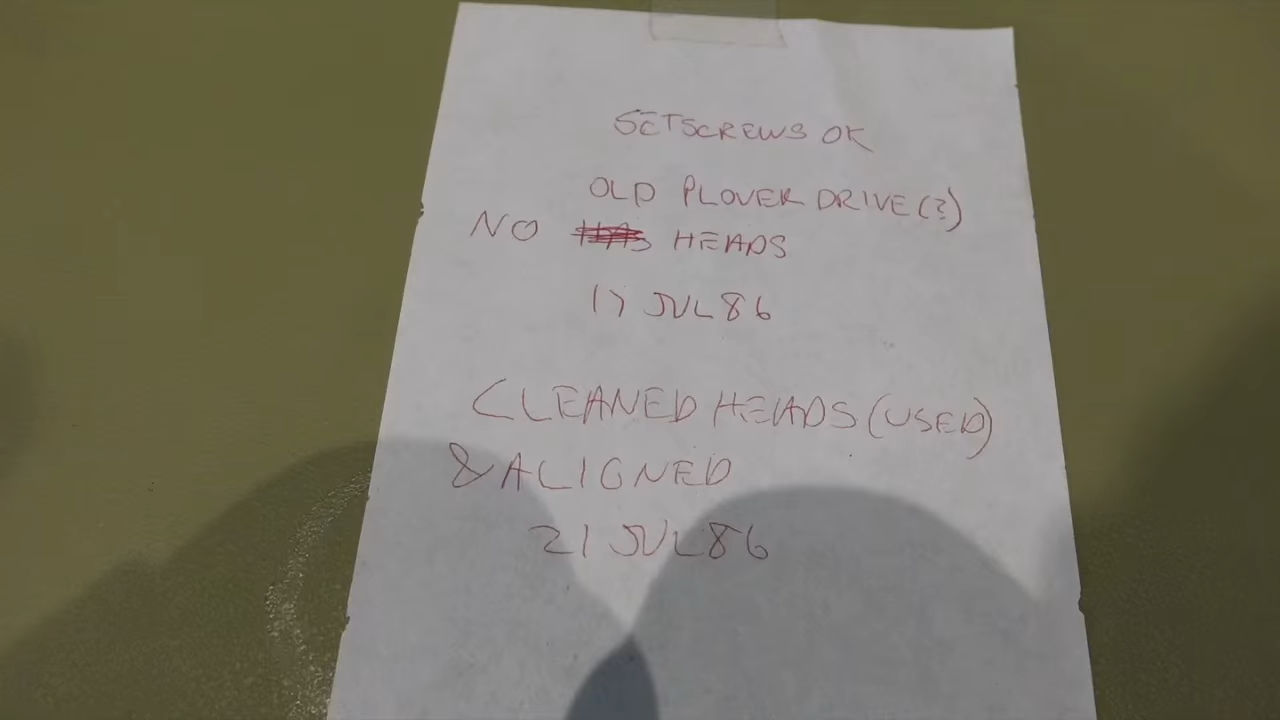 SETSCREWS OK
OLD PLOVER DRIVE (?)
NO HEADS
17 JUL 86
CLEANED HEADS (USED)
& ALIGNED
21 JUL 86